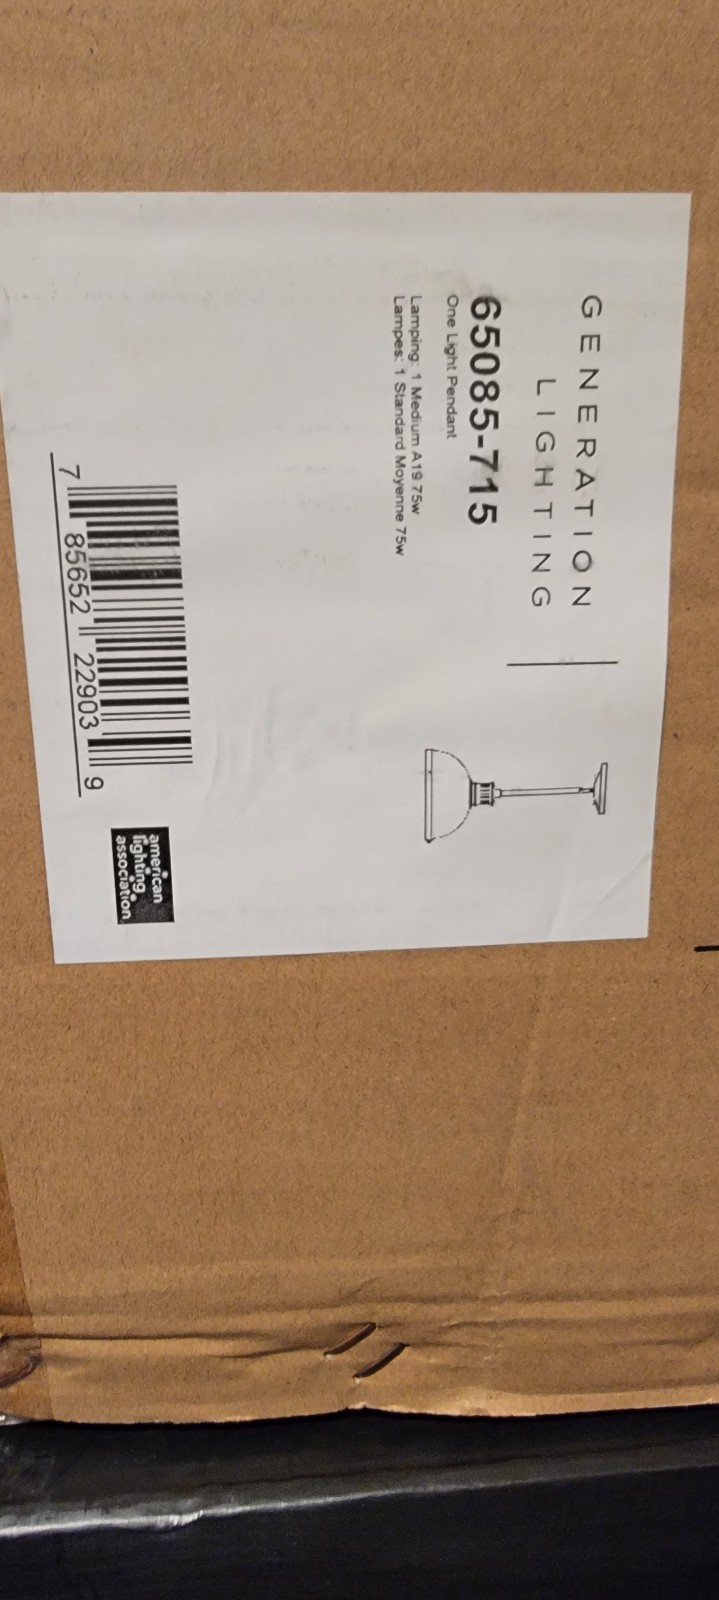 GENERATION
LIGHTING
65085-715
One Light Pendant
Lamping: 1 Medium A19 75w
Lampes: 1 Standard Moyenne 75w
7 85652 22903 9
american
lighting
association